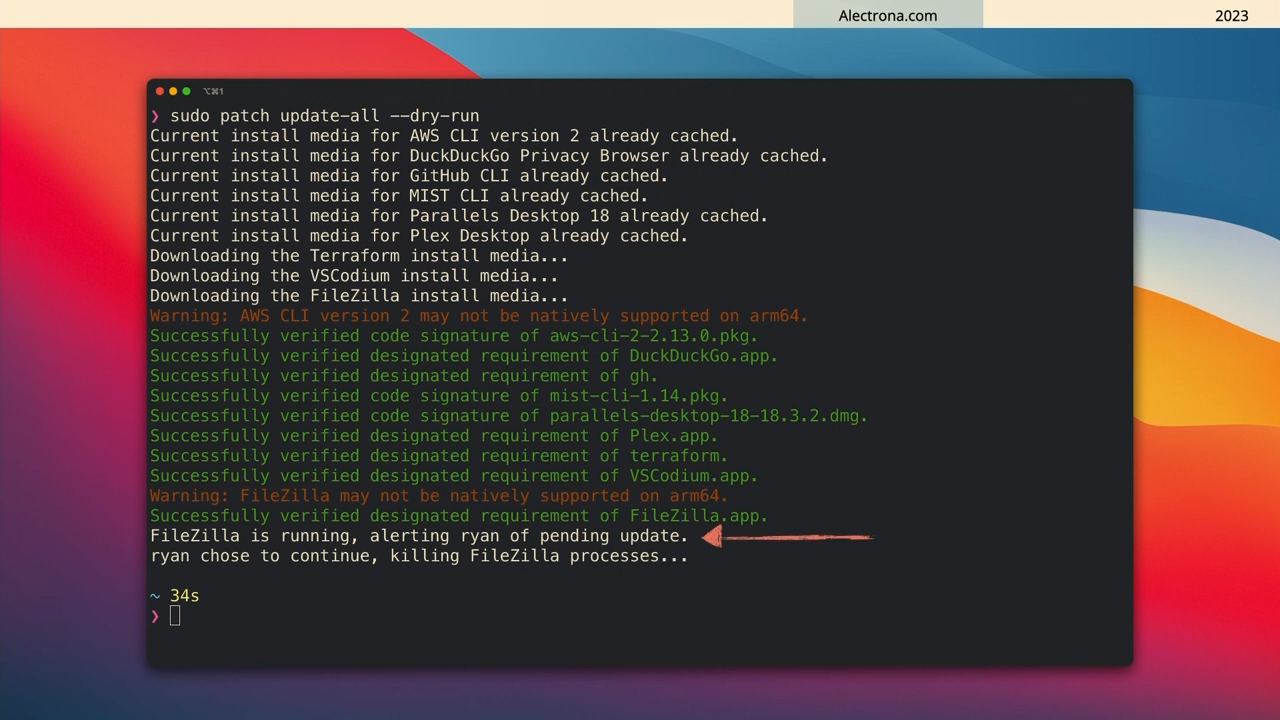 Alectrona.com
2023
⌥⌘1
❯ sudo patch update-all --dry-run
Current install media for AWS CLI version 2 already cached.
Current install media for DuckDuckGo Privacy Browser already cached.
Current install media for GitHub CLI already cached.
Current install media for MIST CLI already cached.
Current install media for Parallels Desktop 18 already cached.
Current install media for Plex Desktop already cached.
Downloading the Terraform install media...
Downloading the VSCodium install media...
Downloading the FileZilla install media...
Warning: AWS CLI version 2 may not be natively supported on arm64.
Successfully verified code signature of aws-cli-2-2.13.0.pkg.
Successfully verified designated requirement of DuckDuckGo.app.
Successfully verified designated requirement of gh.
Successfully verified code signature of mist-cli-1.14.pkg.
Successfully verified code signature of parallels-desktop-18-18.3.2.dmg.
Successfully verified designated requirement of Plex.app.
Successfully verified designated requirement of terraform.
Successfully verified designated requirement of VSCodium.app.
Warning: FileZilla may not be natively supported on arm64.
Successfully verified designated requirement of FileZilla.app.
FileZilla is running, alerting ryan of pending update.
ryan chose to continue, killing FileZilla processes...
~ 34s
❯